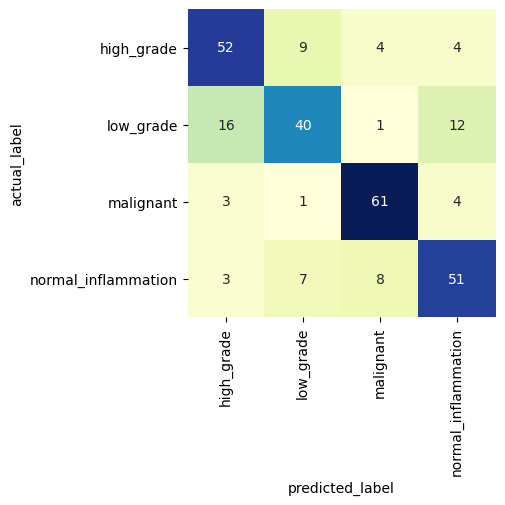 actual_label
high_grade 52 9 4 4
low_grade 16 40 1 12
malignant 3 1 61 4
normal_inflammation 3 7 8 51
high_grade low_grade malignant normal_inflammation
predicted_label